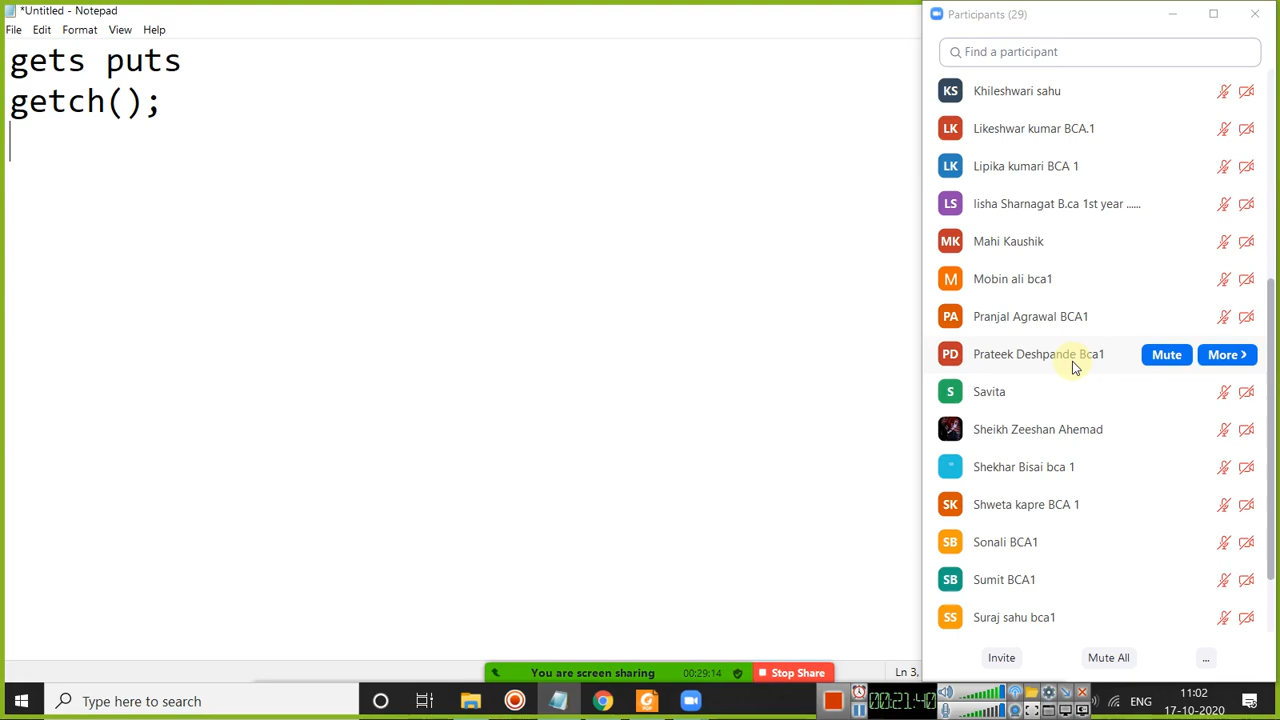 *Untitled - Notepad
File Edit Format View Help
gets puts
getch();
Participants (29)
Find a participant
KS Khileshwari sahu
LK Likeshwar kumar BCA.1
LK Lipika kumari BCA 1
LS lisha Sharnagat B.ca 1st year ......
MK Mahi Kaushik
M Mobin ali bca1
PA Pranjal Agrawal BCA1
PD Prateek Deshpande Bca1 Mute More >
S Savita
Sheikh Zeeshan Ahemad
Shekhar Bisai bca 1
SK Shweta kapre BCA 1
SB Sonali BCA1
SB Sumit BCA1
SS Suraj sahu bca1
Invite Mute All ...
You are screen sharing 00:29:14 Stop Share
Ln 3,
Type here to search
00:21:40
ENG
11:02
17-10-2020